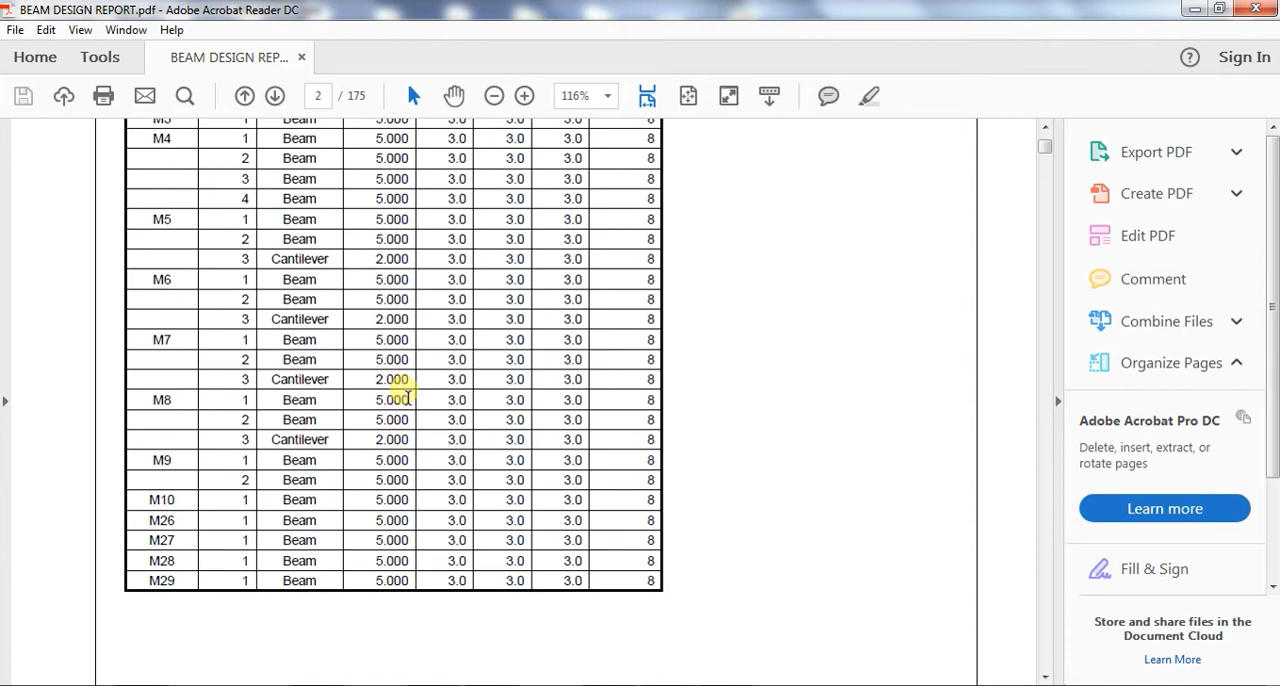 BEAM DESIGN REPORT.pdf - Adobe Acrobat Reader DC
File Edit View Window Help
Home Tools BEAM DESIGN REP... × Sign In
2 / 175 116%
M3 1 Beam 5.000 3.0 3.0 3.0 8
M4 1 Beam 5.000 3.0 3.0 3.0 8
2 Beam 5.000 3.0 3.0 3.0 8
3 Beam 5.000 3.0 3.0 3.0 8
4 Beam 5.000 3.0 3.0 3.0 8
M5 1 Beam 5.000 3.0 3.0 3.0 8
2 Beam 5.000 3.0 3.0 3.0 8
3 Cantilever 2.000 3.0 3.0 3.0 8
M6 1 Beam 5.000 3.0 3.0 3.0 8
2 Beam 5.000 3.0 3.0 3.0 8
3 Cantilever 2.000 3.0 3.0 3.0 8
M7 1 Beam 5.000 3.0 3.0 3.0 8
2 Beam 5.000 3.0 3.0 3.0 8
3 Cantilever 2.000 3.0 3.0 3.0 8
M8 1 Beam 5.000 3.0 3.0 3.0 8
2 Beam 5.000 3.0 3.0 3.0 8
3 Cantilever 2.000 3.0 3.0 3.0 8
M9 1 Beam 5.000 3.0 3.0 3.0 8
2 Beam 5.000 3.0 3.0 3.0 8
M10 1 Beam 5.000 3.0 3.0 3.0 8
M26 1 Beam 5.000 3.0 3.0 3.0 8
M27 1 Beam 5.000 3.0 3.0 3.0 8
M28 1 Beam 5.000 3.0 3.0 3.0 8
M29 1 Beam 5.000 3.0 3.0 3.0 8
Export PDF
Create PDF
Edit PDF
Comment
Combine Files
Organize Pages
Adobe Acrobat Pro DC
Delete, insert, extract, or
rotate pages
Learn more
Fill & Sign
Store and share files in the
Document Cloud
Learn More